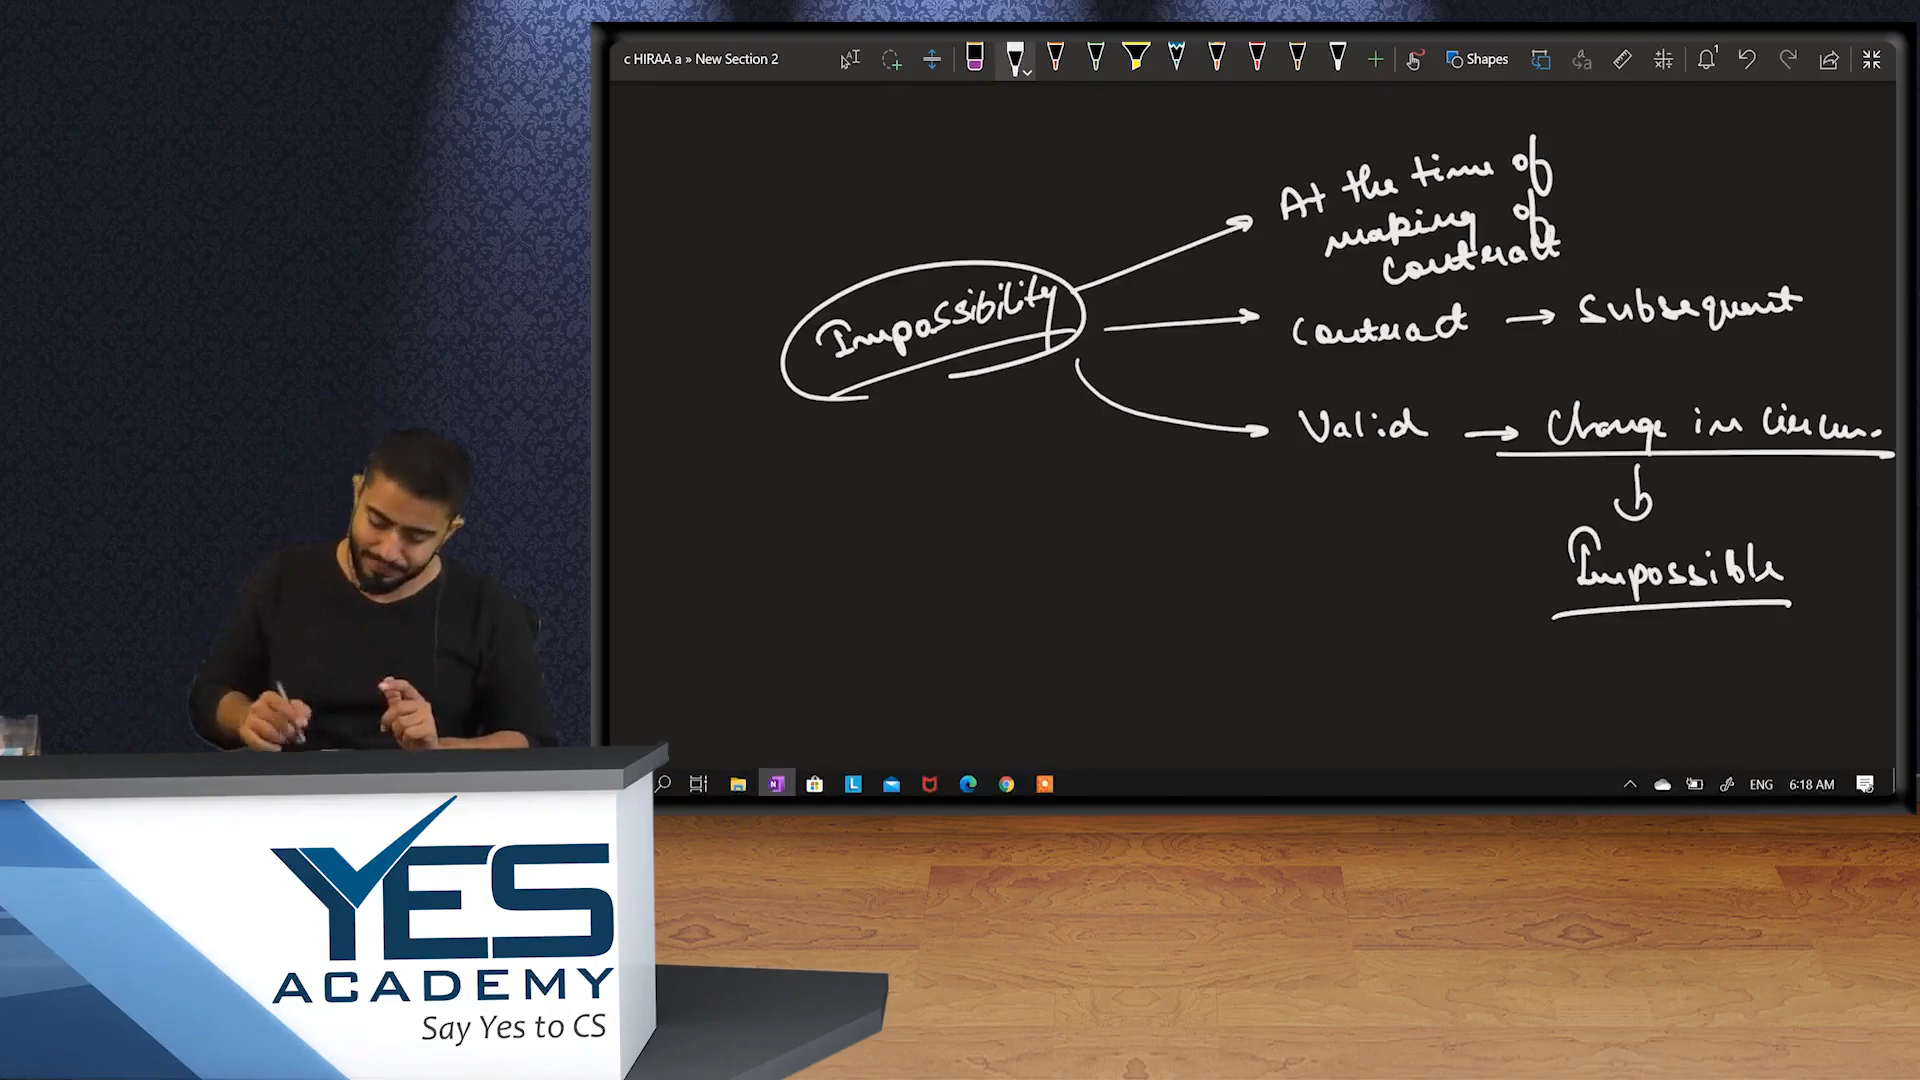 c HIRAA a » New Section 2
Shapes
1
At the time of
making of
contract
Impossibility
Contract → Subsequent
Valid → Change in Circum.
Impossible
ENG 6:18 AM
YES
ACADEMY
Say Yes to CS